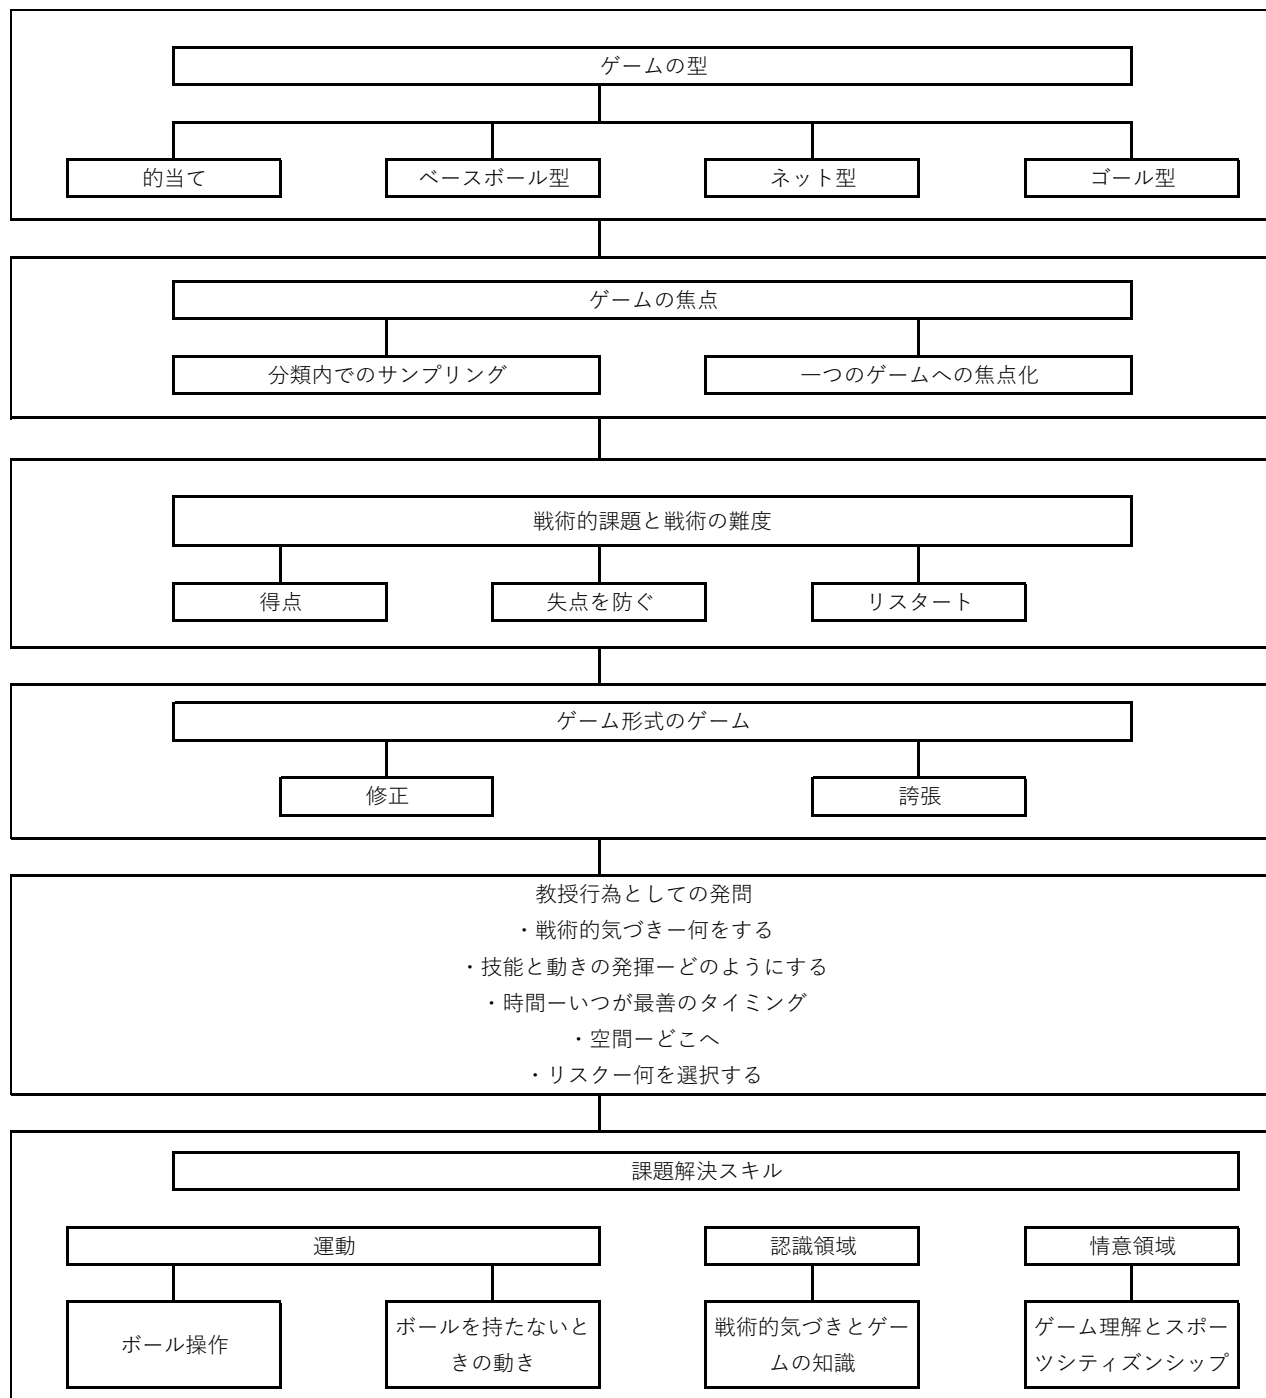 ゲームの型
的当て
ベースボール型
ネット型
ゴール型
ゲームの焦点
分類内でのサンプリング
一つのゲームへの焦点化
戦術的課題と戦術の難度
得点
失点を防ぐ
リスタート
ゲーム形式のゲーム
修正
誇張
教授行為としての発問
・戦術的気づきー何をする
・技能と動きの発揮ーどのようにする
・時間ーいつが最善のタイミング
・空間ーどこへ
・リスクー何を選択する
課題解決スキル
運動
認識領域
情意領域
ボール操作
ボールを持たないと
きの動き
戦術的気づきとゲー
ムの知識
ゲーム理解とスポー
ツシティズンシップ